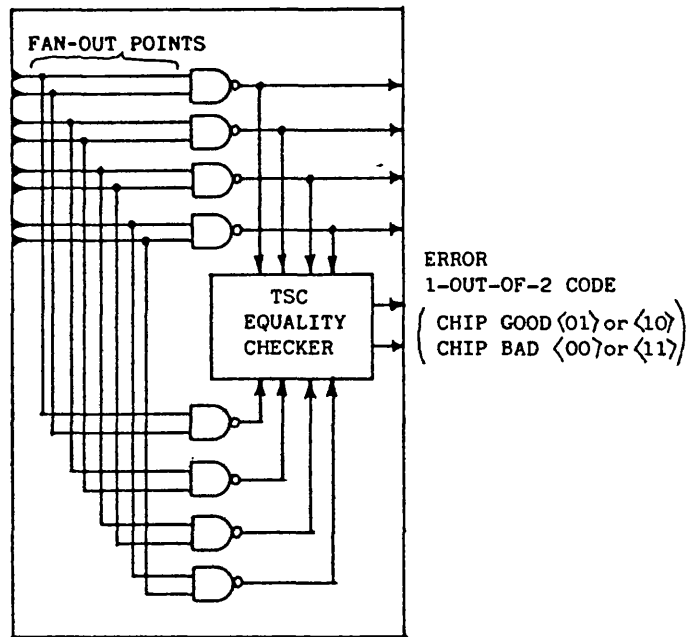 FAN-OUT POINTS
TSC
EQUALITY
CHECKER
ERROR
1-OUT-OF-2 CODE
CHIP GOOD ⟨01⟩ or ⟨10⟩
CHIP BAD ⟨00⟩ or ⟨11⟩